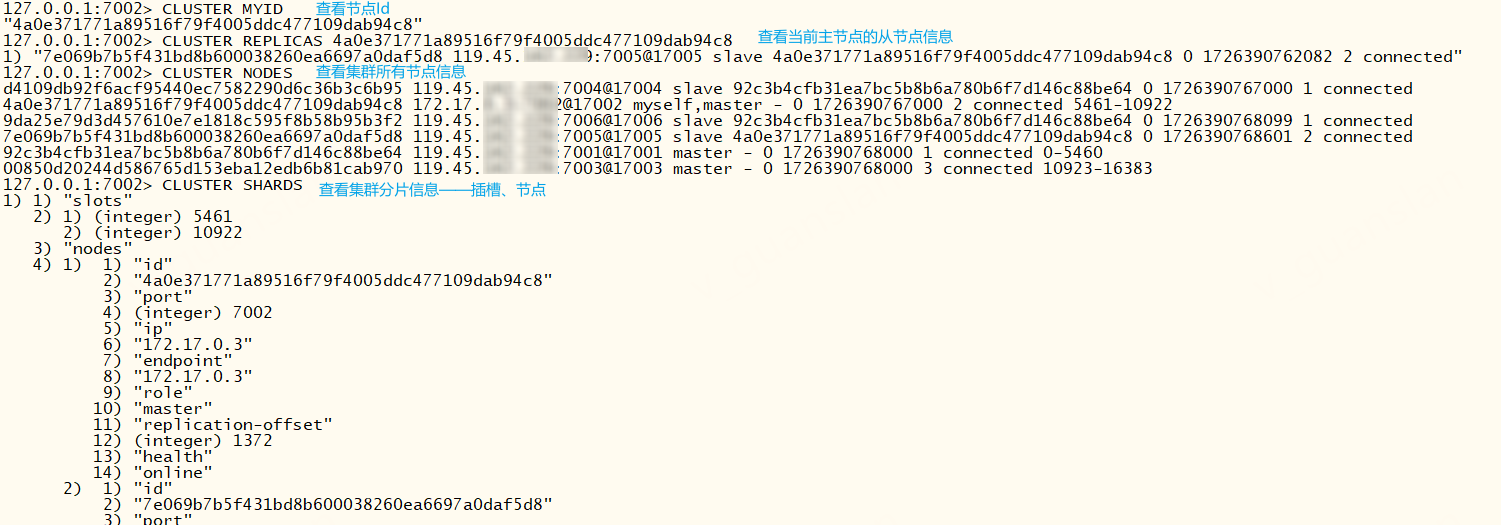 127.0.0.1:7002> CLUSTER MYID 查看节点Id
"4a0e371771a89516f79f4005ddc477109dab94c8"
127.0.0.1:7002> CLUSTER REPLICAS 4a0e371771a89516f79f4005ddc477109dab94c8 查看当前主节点的从节点信息
1) "7e069b7b5f431bd8b600038260ea6697a0daf5d8 119.45. 9:7005@17005 slave 4a0e371771a89516f79f4005ddc477109dab94c8 0 1726390762082 2 connected"
127.0.0.1:7002> CLUSTER NODES 查看集群所有节点信息
d4109db92f6acf95440ec7582290d6c36b3c6b95 119.45. :7004@17004 slave 92c3b4cfb31ea7bc5b8b6a780b6f7d146c88be64 0 1726390767000 1 connected
4a0e371771a89516f79f4005ddc477109dab94c8 172.17. 2@17002 myself,master - 0 1726390767000 2 connected 5461-10922
9da25e79d3d457610e7e1818c595f8b58b95b3f2 119.45. :7006@17006 slave 92c3b4cfb31ea7bc5b8b6a780b6f7d146c88be64 0 1726390768099 1 connected
7e069b7b5f431bd8b600038260ea6697a0daf5d8 119.45. :7005@17005 slave 4a0e371771a89516f79f4005ddc477109dab94c8 0 1726390768601 2 connected
92c3b4cfb31ea7bc5b8b6a780b6f7d146c88be64 119.45. :7001@17001 master - 0 1726390768000 1 connected 0-5460
00850d20244d586765d153eba12edb6b81cab970 119.45. :7003@17003 master - 0 1726390768000 3 connected 10923-16383
127.0.0.1:7002> CLUSTER SHARDS 查看集群分片信息——插槽、节点
1) 1) "slots"
2) 1) (integer) 5461
2) (integer) 10922
3) "nodes"
4) 1) 1) "id"
2) "4a0e371771a89516f79f4005ddc477109dab94c8"
3) "port"
4) (integer) 7002
5) "ip"
6) "172.17.0.3"
7) "endpoint"
8) "172.17.0.3"
9) "role"
10) "master"
11) "replication-offset"
12) (integer) 1372
13) "health"
14) "online"
2) 1) "id"
2) "7e069b7b5f431bd8b600038260ea6697a0daf5d8"
3) "port"